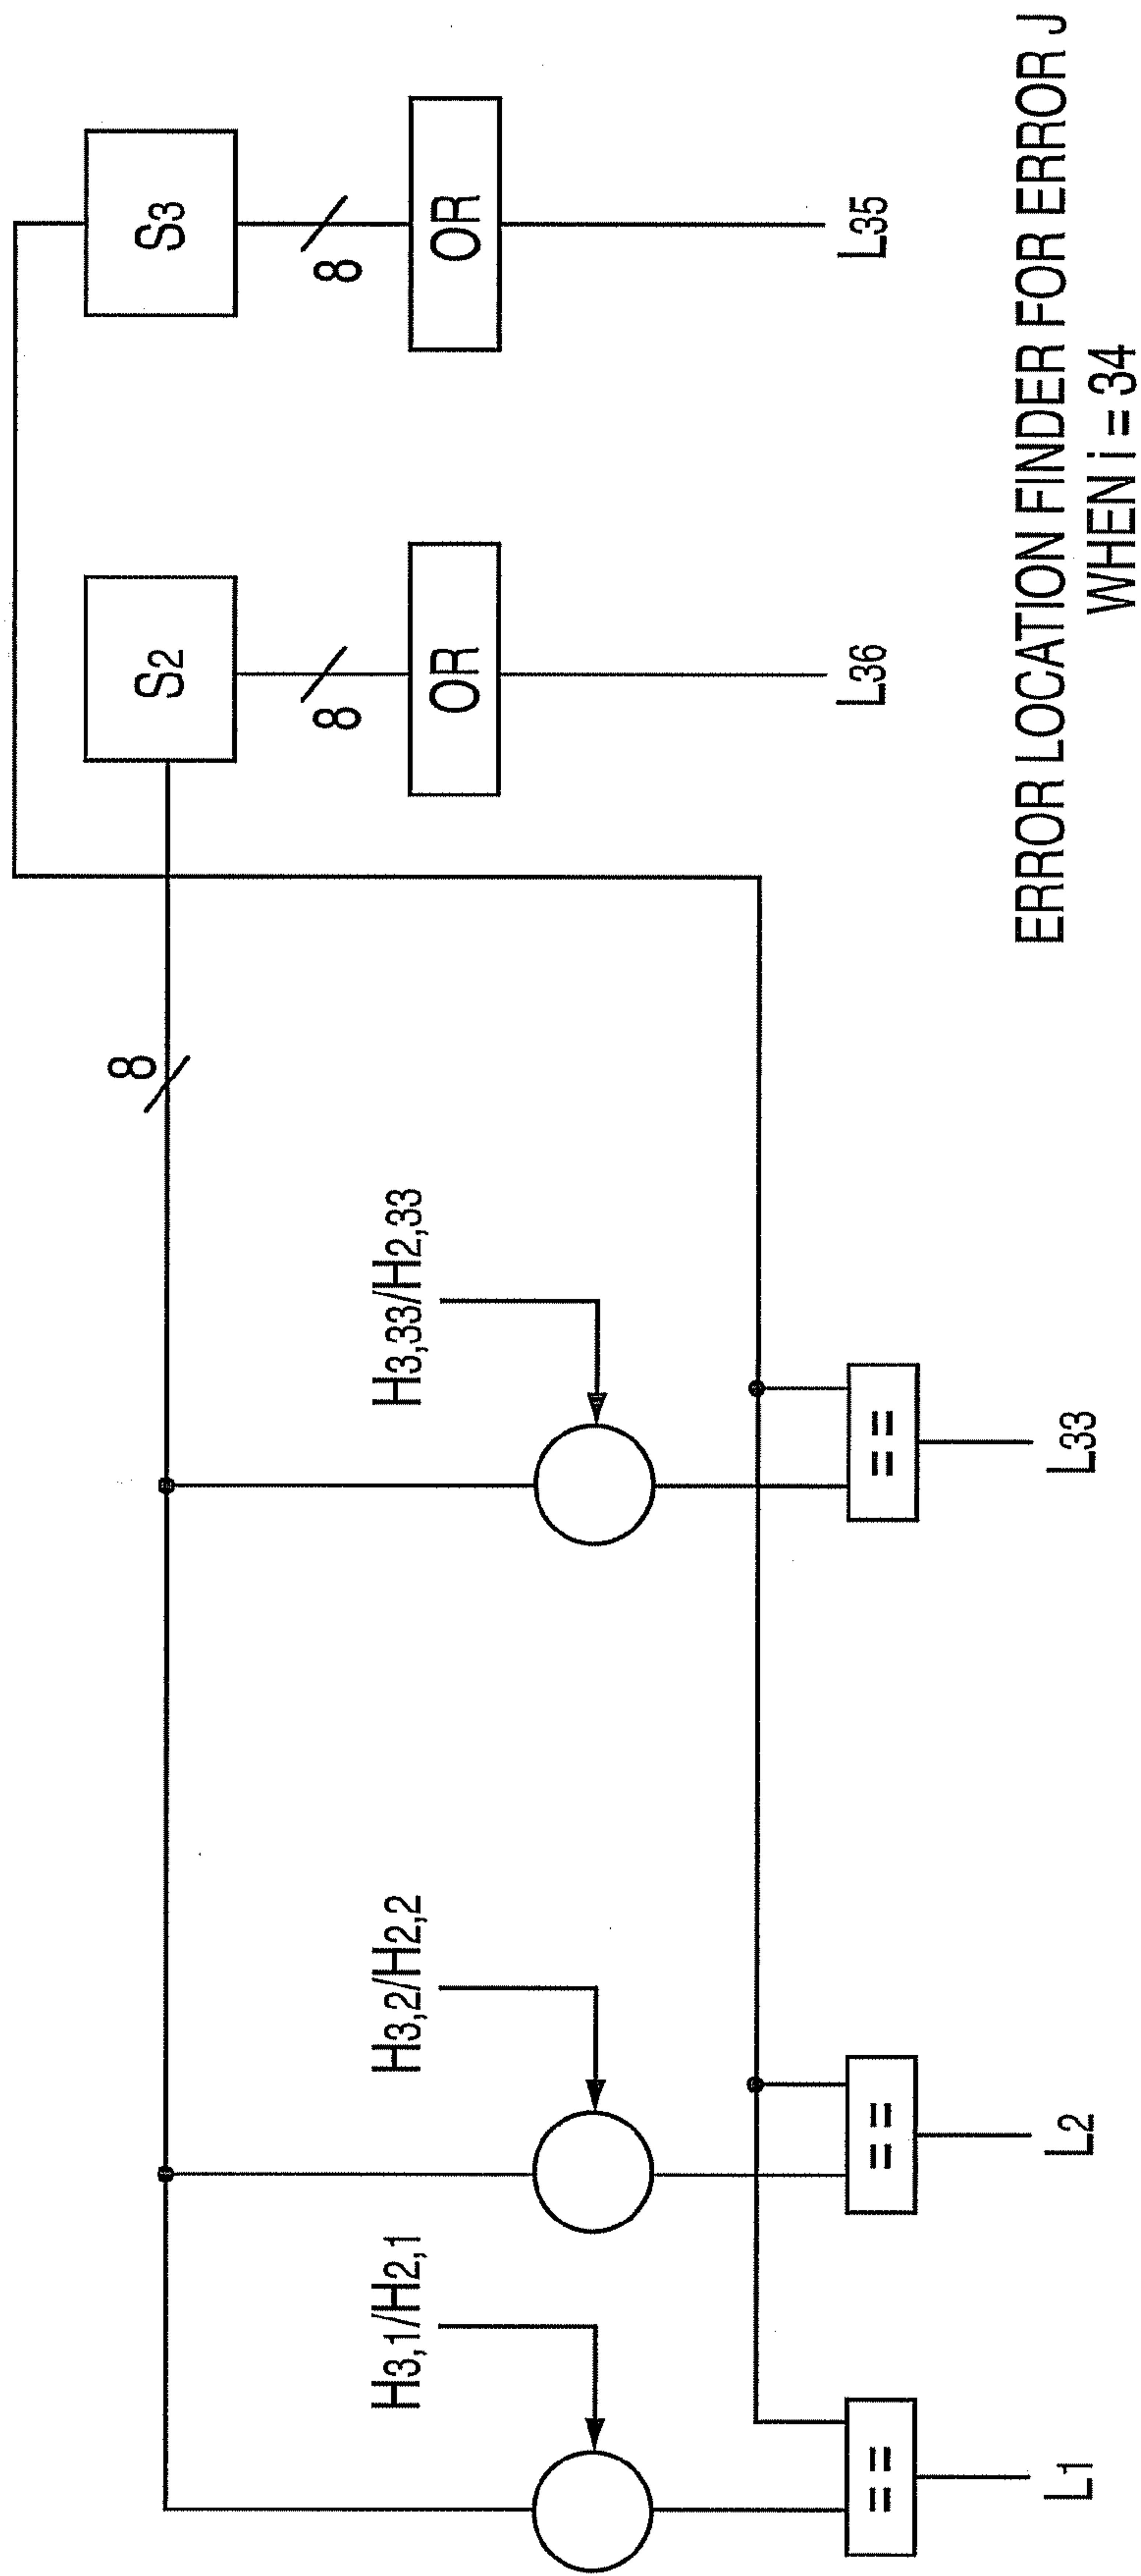 S3
8
8
S2
8
OR
OR
H3,1/H2,1
H3,2/H2,2
H3,33/H2,33
==
==
==
L1
L2
L33
L36
L35
ERROR LOCATION FINDER FOR ERROR J
WHEN i = 34